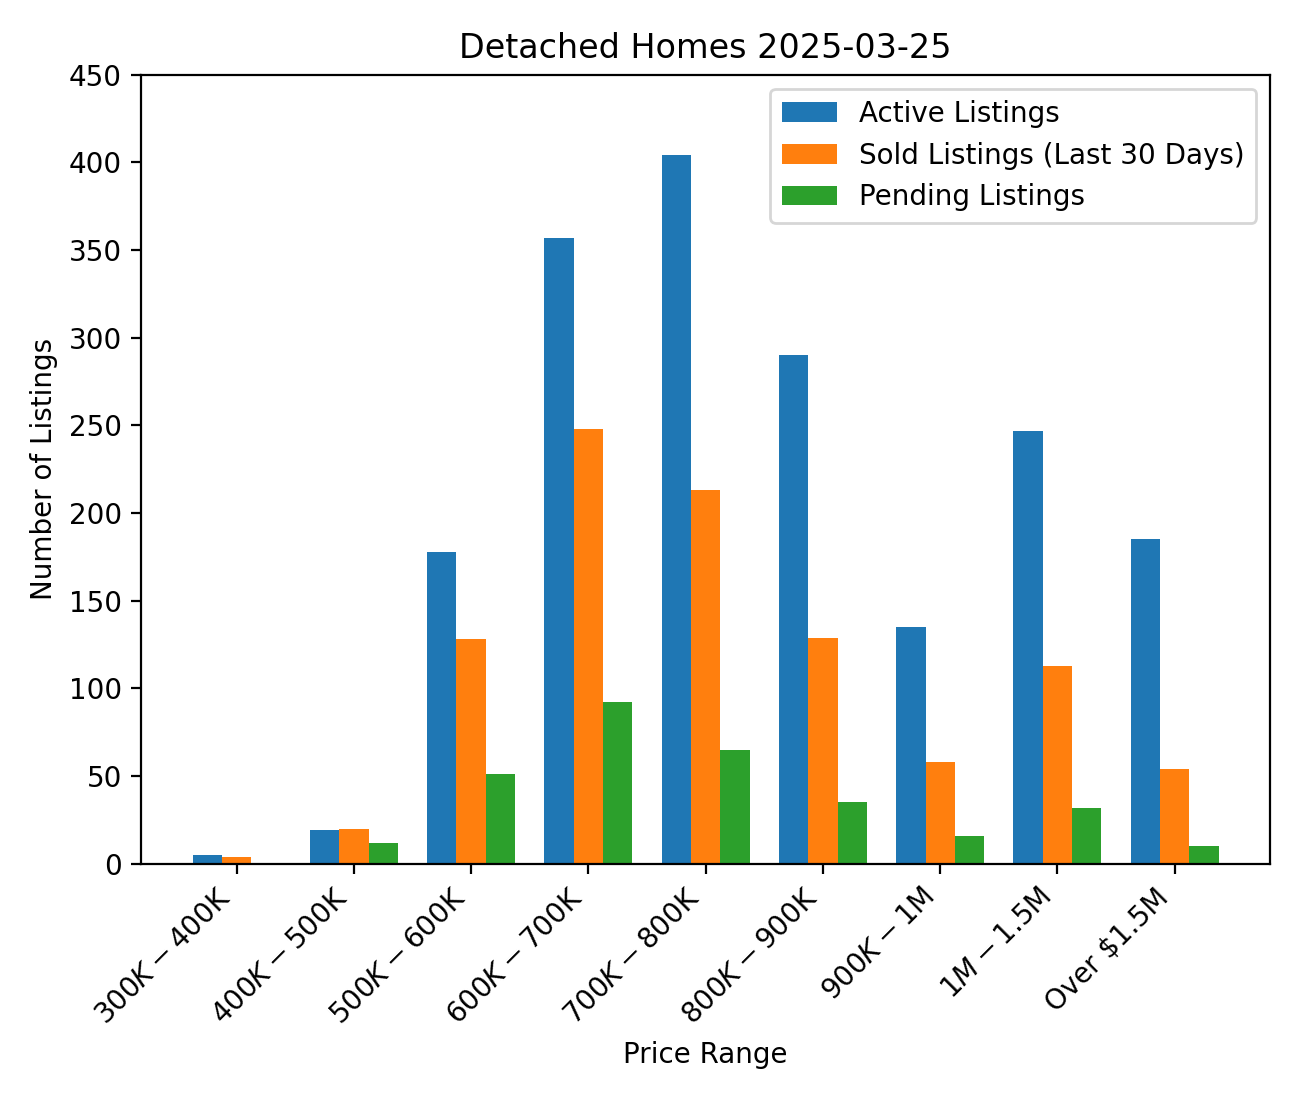 Detached Homes 2025-03-25
450
400
350
300
250
200
150
100
50
0
Number of Listings
Active Listings
Sold Listings (Last 30 Days)
Pending Listings
300K − 400K
400K − 500K
500K − 600K
600K − 700K
700K − 800K
800K − 900K
900K − 1M
1M − 1.5M
Over $1.5M
Price Range